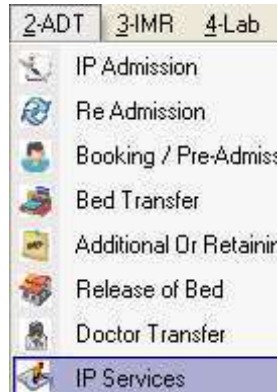 2-ADT 3-IMR 4-Lab
IP Admission
Re Admission
Booking / Pre-Admiss
Bed Transfer
Additional Or Retainin
Release of Bed
Doctor Transfer
IP Services